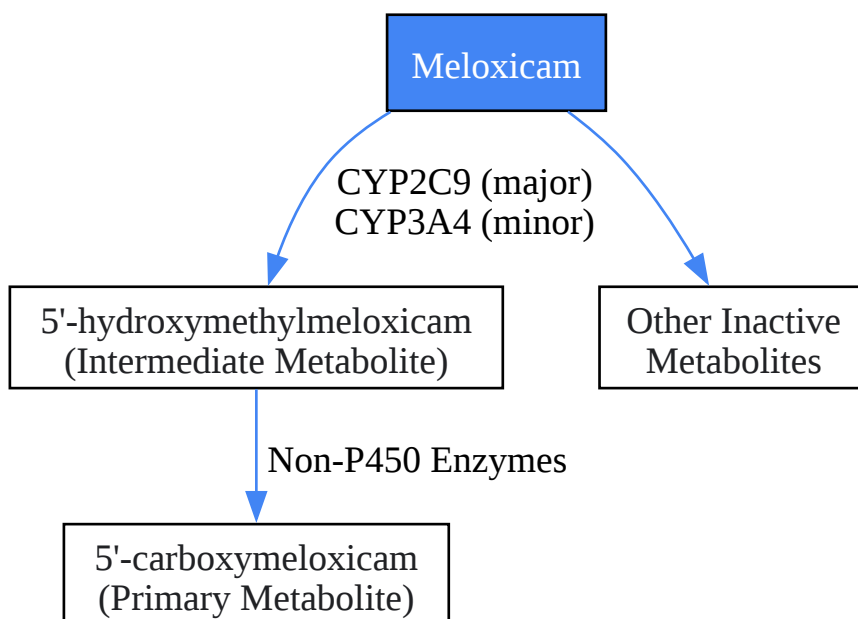 Meloxicam
CYP2C9 (major)
CYP3A4 (minor)
5'-hydroxymethylmeloxicam
(Intermediate Metabolite)
Other Inactive
Metabolites
Non-P450 Enzymes
5'-carboxymeloxicam
(Primary Metabolite)